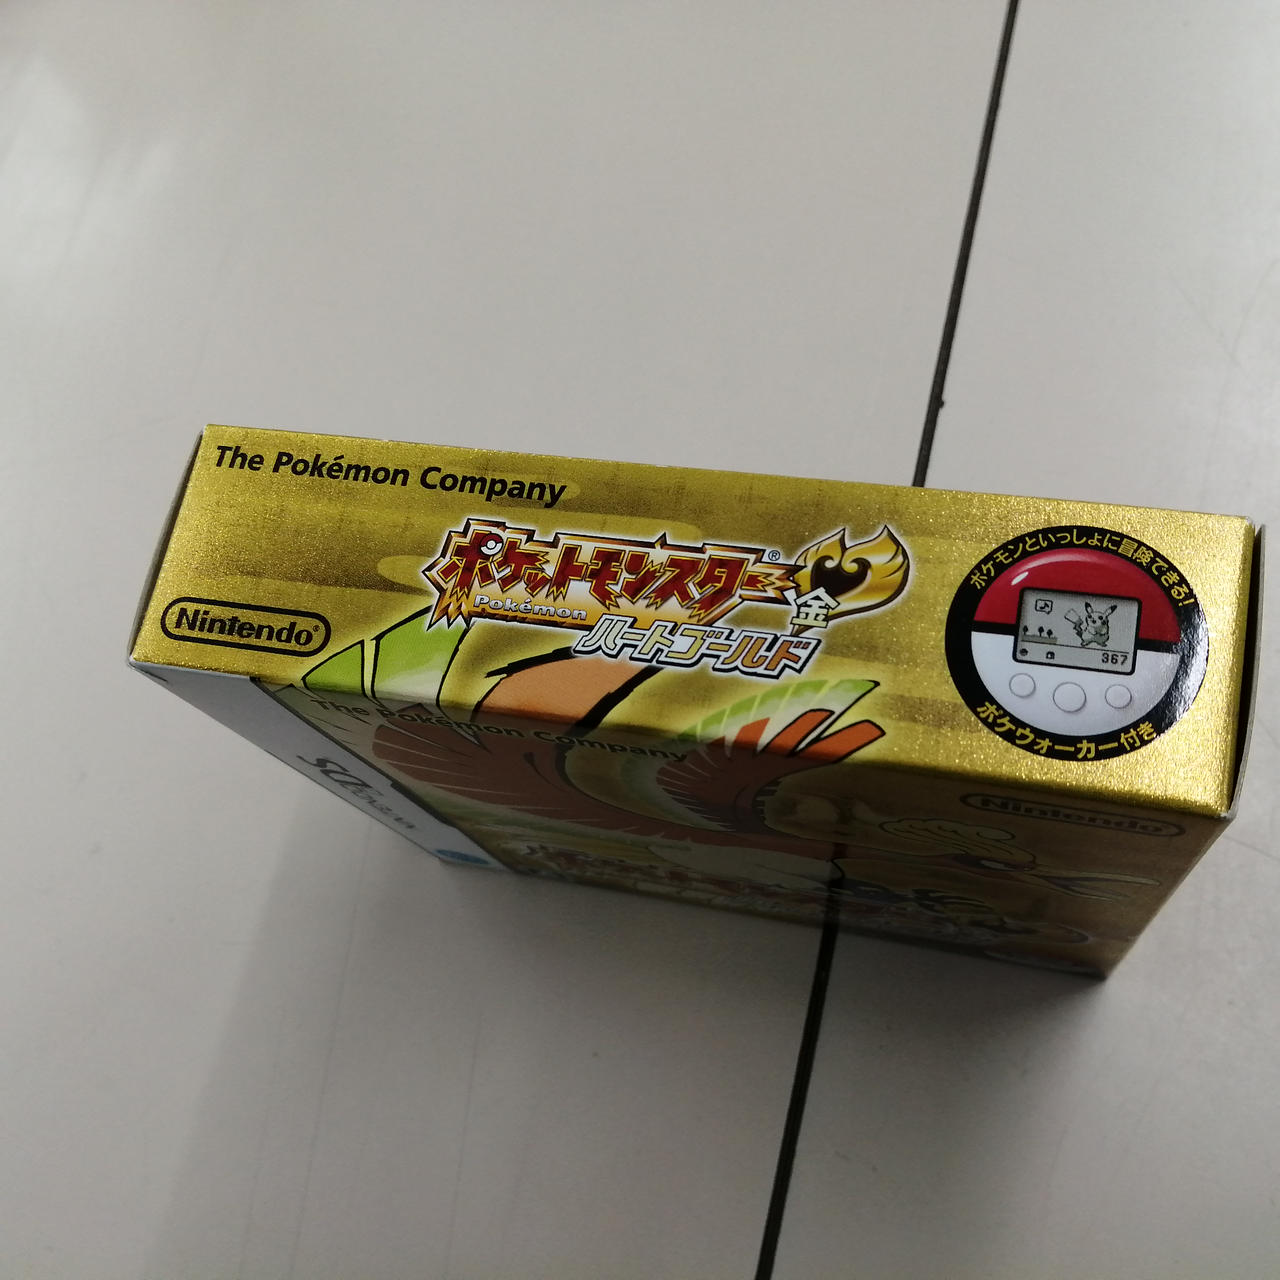 The Pokémon Company
Nintendo®
ポケットモンスター®
Pokémon
金
ハートゴールド
ポケモンといっしょに冒険できる!
367
ポケウォーカー付き
The Pokémon Company
Nintendo